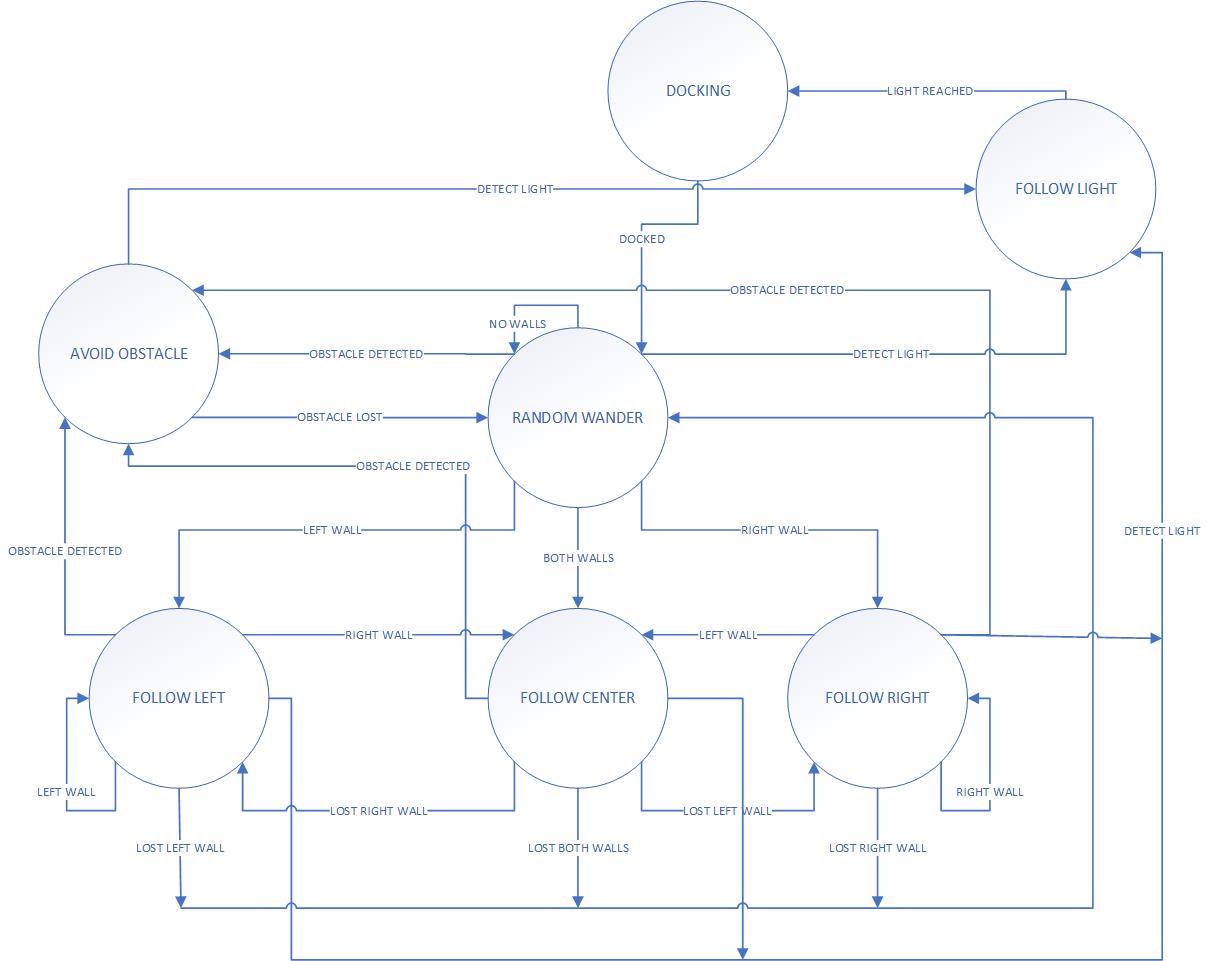 DOCKING
LIGHT REACHED
FOLLOW LIGHT
DETECT LIGHT
DOCKED
OBSTACLE DETECTED
NO WALLS
AVOID OBSTACLE
OBSTACLE DETECTED
DETECT LIGHT
OBSTACLE LOST
RANDOM WANDER
OBSTACLE DETECTED
LEFT WALL
RIGHT WALL
DETECT LIGHT
OBSTACLE DETECTED
BOTH WALLS
RIGHT WALL
LEFT WALL
FOLLOW LEFT
FOLLOW CENTER
FOLLOW RIGHT
LEFT WALL
RIGHT WALL
LOST RIGHT WALL
LOST LEFT WALL
LOST LEFT WALL
LOST BOTH WALLS
LOST RIGHT WALL